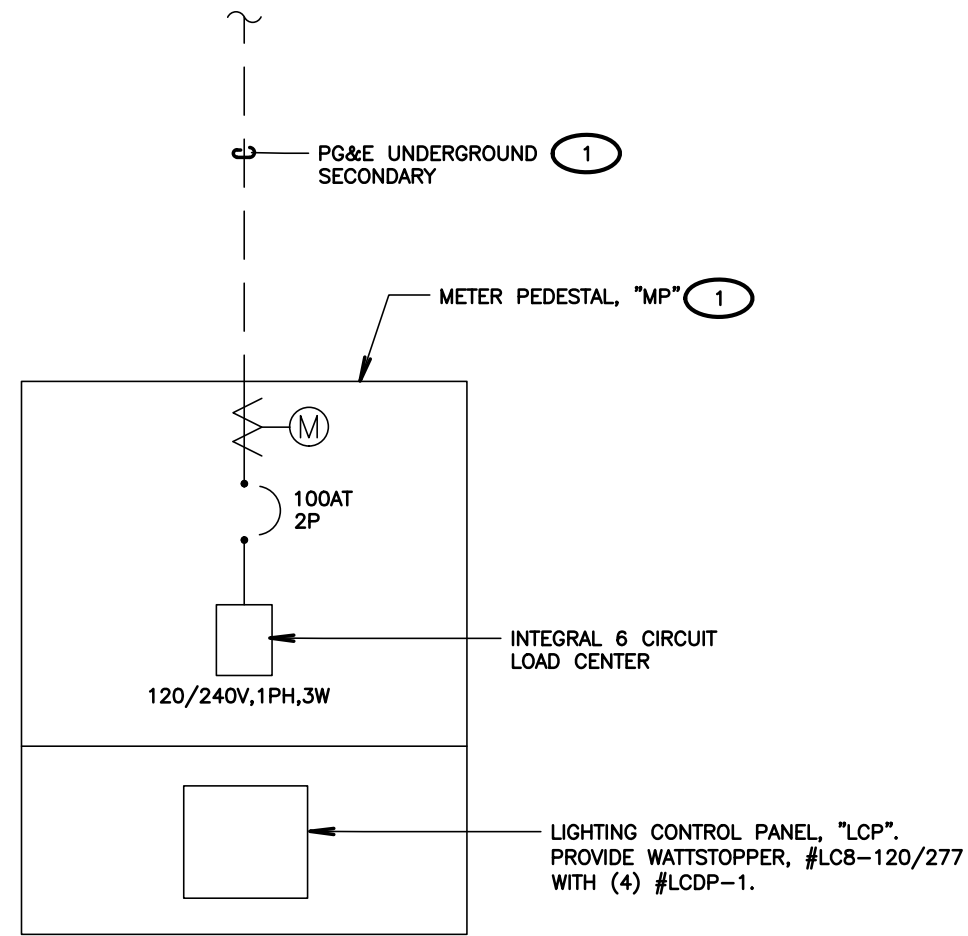 PG&E UNDERGROUND 1
SECONDARY
METER PEDESTAL, "MP" 1
M
100AT
2P
INTEGRAL 6 CIRCUIT
LOAD CENTER
120/240V,1PH,3W
LIGHTING CONTROL PANEL, "LCP".
PROVIDE WATTSTOPPER, #LC8-120/277
WITH (4) #LCDP-1.